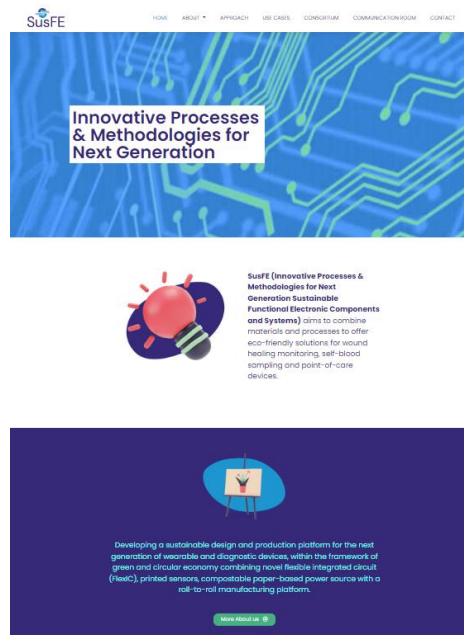 SusFE
HOME ABOUT APPROACH USE CASES CONSORTIUM COMMUNICATION ROOM CONTACT
Innovative Processes
& Methodologies for
Next Generation
SusFE (Innovative Processes &
Methodologies for Next
Generation Sustainable
Functional Electronic Components
and Systems) aims to combine
materials and processes to offer
eco-friendly solutions for wound
healing monitoring, self-blood
sampling and point-of-care
devices.
Developing a sustainable design and production platform for the next
generation of wearable and diagnostic devices, within the framework of
green and circular economy combining novel flexible integrated circuit
(FlexIC), printed sensors, compostable paper-based power source with a
roll-to-roll manufacturing platform.
More About us